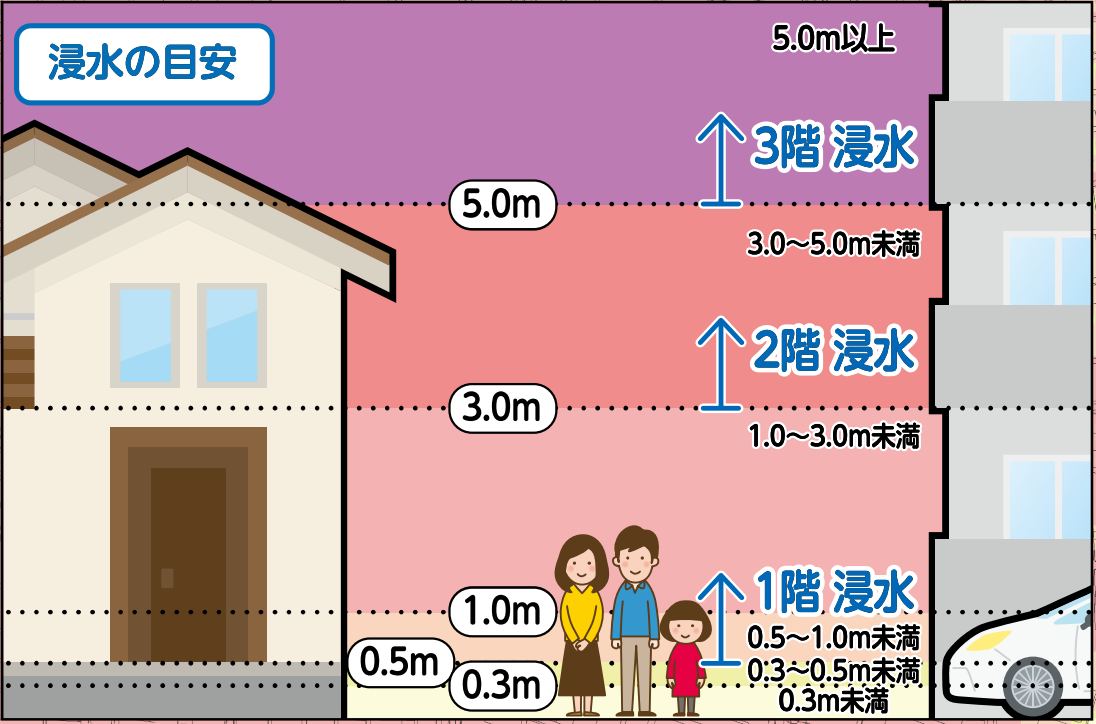 浸水の目安
5.0m以上
3階 浸水
5.0m
3.0〜5.0m未満
2階 浸水
3.0m
1.0〜3.0m未満
1階 浸水
1.0m
0.5〜1.0m未満
0.5m
0.3〜0.5m未満
0.3m
0.3m未満